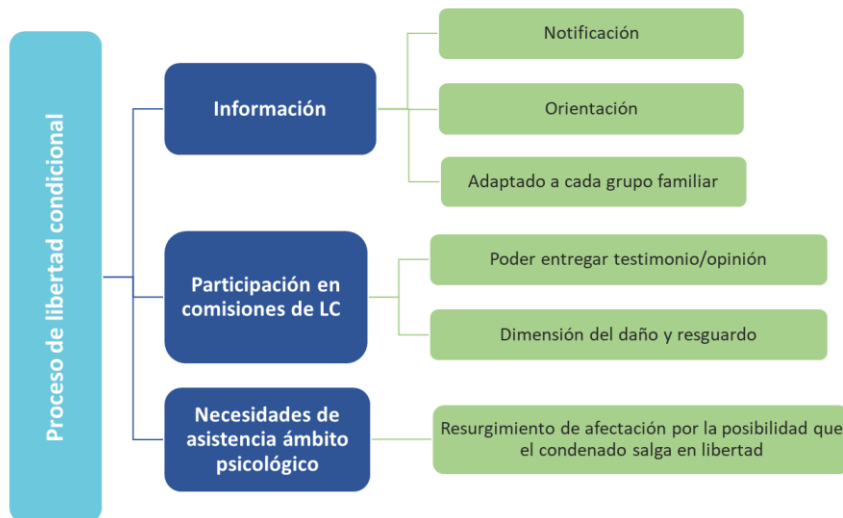 Proceso de libertad condicional
Información
Notificación
Orientación
Adaptado a cada grupo familiar
Participación en
comisiones de LC
Poder entregar testimonio/opinión
Dimensión del daño y resguardo
Necesidades de
asistencia ámbito
psicológico
Resurgimiento de afectación por la posibilidad que
el condenado salga en libertad